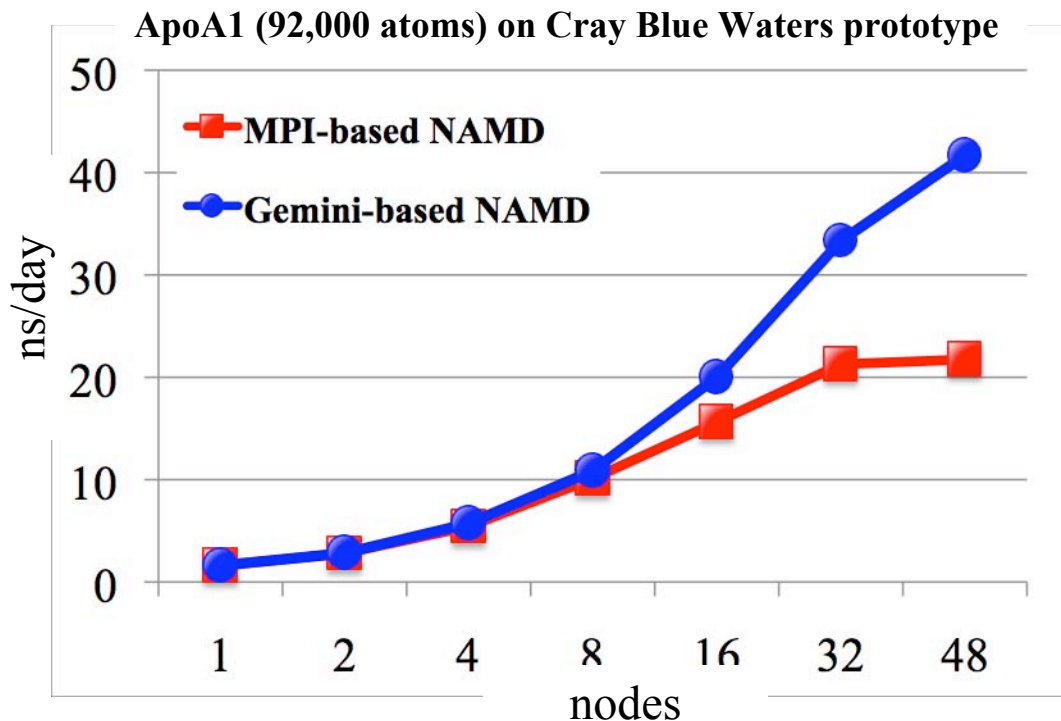 ApoA1 (92,000 atoms) on Cray Blue Waters prototype
50
MPI-based NAMD
40
Gemini-based NAMD
30
ns/day
20
10
0
1 2 4 8 16 32 48
nodes